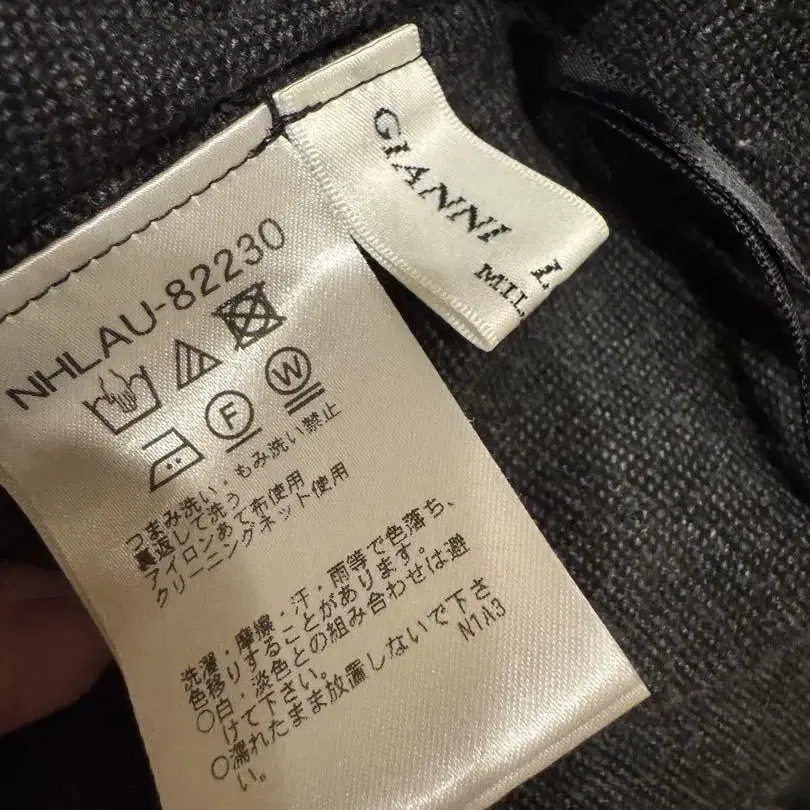 GIANNI L
MIL
NHLAU-82230
F
W
つまみ洗い・もみ洗い禁止
裏返して洗う
アイロンあて布使用
クリーニングネット使用
洗濯・摩擦・汗・雨等で色落ち、
色移りすることがあります。
○白・淡色との組み合わせは避
けて下さい。
○濡れたまま放置しないで下さ
い。
N1A3